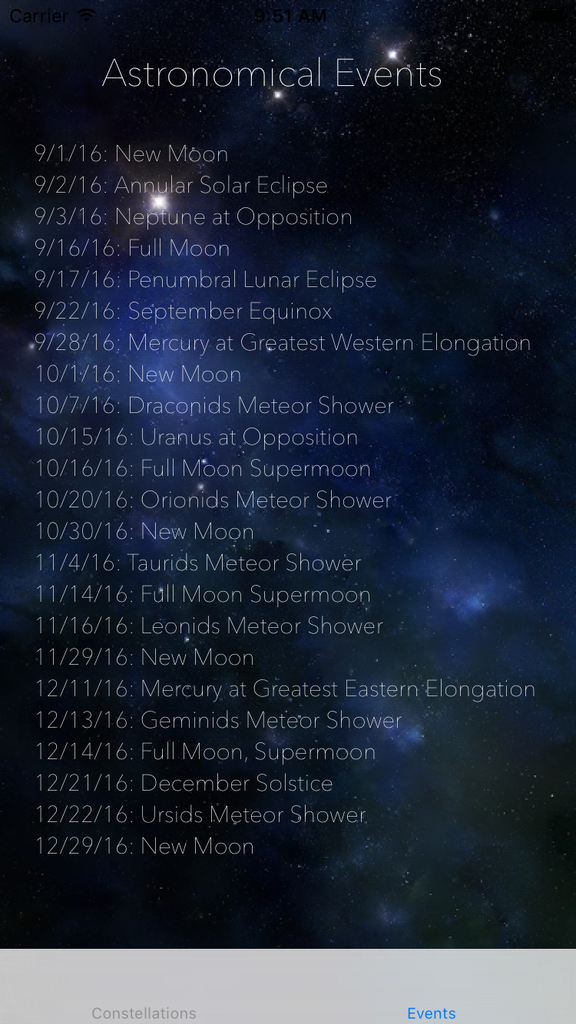 Carrier 9:51 AM
Astronomical Events
9/1/16: New Moon
9/2/16: Annular Solar Eclipse
9/3/16: Neptune at Opposition
9/16/16: Full Moon
9/17/16: Penumbral Lunar Eclipse
9/22/16: September Equinox
9/28/16: Mercury at Greatest Western Elongation
10/1/16: New Moon
10/7/16: Draconids Meteor Shower
10/15/16: Uranus at Opposition
10/16/16: Full Moon Supermoon
10/20/16: Orionids Meteor Shower
10/30/16: New Moon
11/4/16: Taurids Meteor Shower
11/14/16: Full Moon Supermoon
11/16/16: Leonids Meteor Shower
11/29/16: New Moon
12/11/16: Mercury at Greatest Eastern Elongation
12/13/16: Geminids Meteor Shower
12/14/16: Full Moon, Supermoon
12/21/16: December Solstice
12/22/16: Ursids Meteor Shower
12/29/16: New Moon
Constellations Events